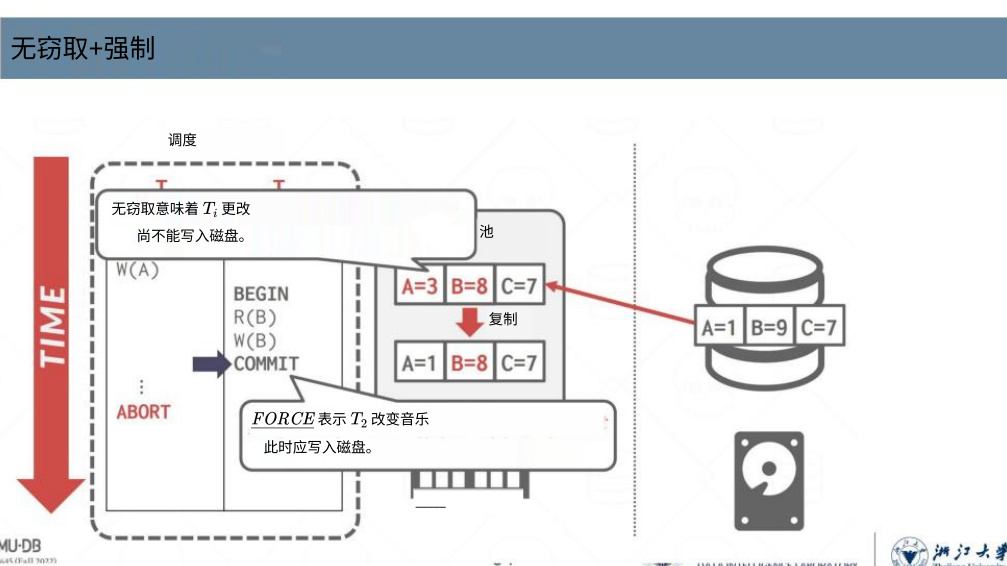 无窃取+强制
调度
T T
无窃取意味着 T_i 更改
尚不能写入磁盘。
池
W(A)
A=3 B=8 C=7
BEGIN
R(B)
W(B)
COMMIT
复制
A=1 B=8 C=7
A=1 B=9 C=7
TIME
⋮
ABORT
FORCE 表示 T_2 改变音乐
此时应写入磁盘。
MU·DB
645 (Fall 2022)
浙江大学